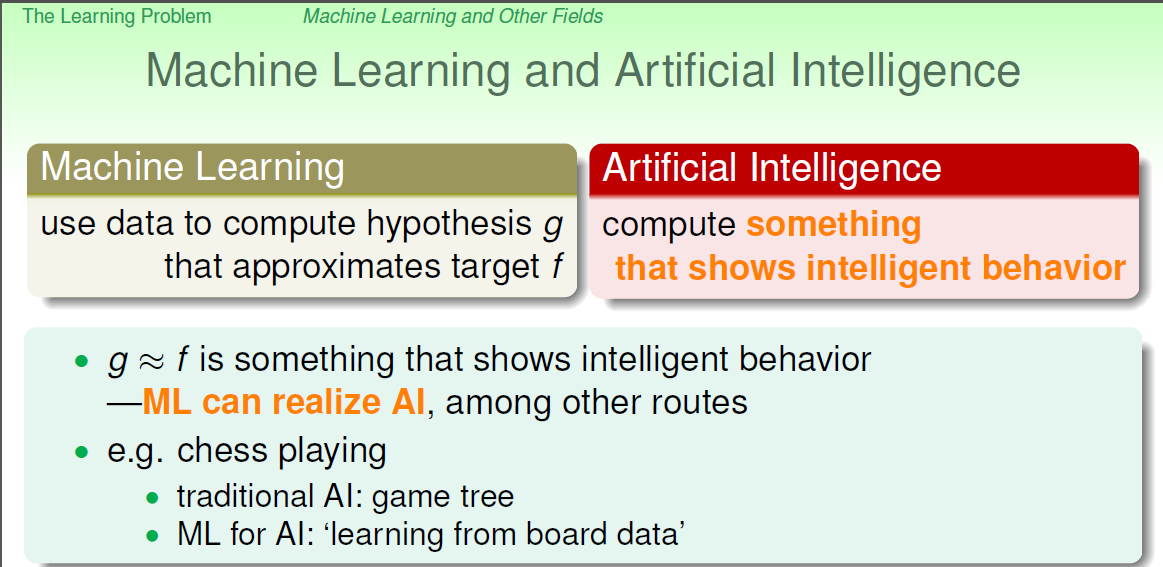 The Learning Problem
Machine Learning and Other Fields
Machine Learning and Artificial Intelligence
Machine Learning
use data to compute hypothesis g
that approximates target f
Artificial Intelligence
compute something
that shows intelligent behavior
• g ≈ f is something that shows intelligent behavior
—ML can realize AI, among other routes
• e.g. chess playing
• traditional AI: game tree
• ML for AI: ‘learning from board data’